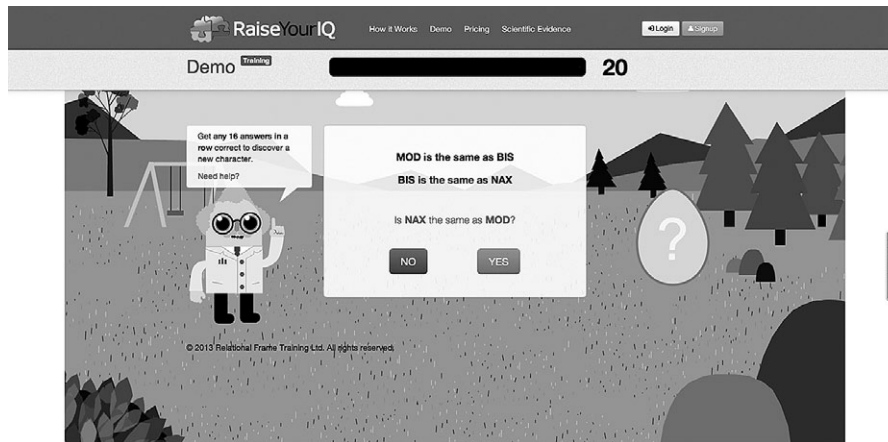 RaiseYourIQ
How it Works Demo Pricing Scientific Evidence
Login Signup
Demo Training
20
Get any 16 answers in a
row correct to discover a
new character.
Need help?
MOD is the same as BIS
BIS is the same as NAX
Is NAX the same as MOD?
NO YES
?
© 2013 Relational Frame Training Ltd. All rights reserved.